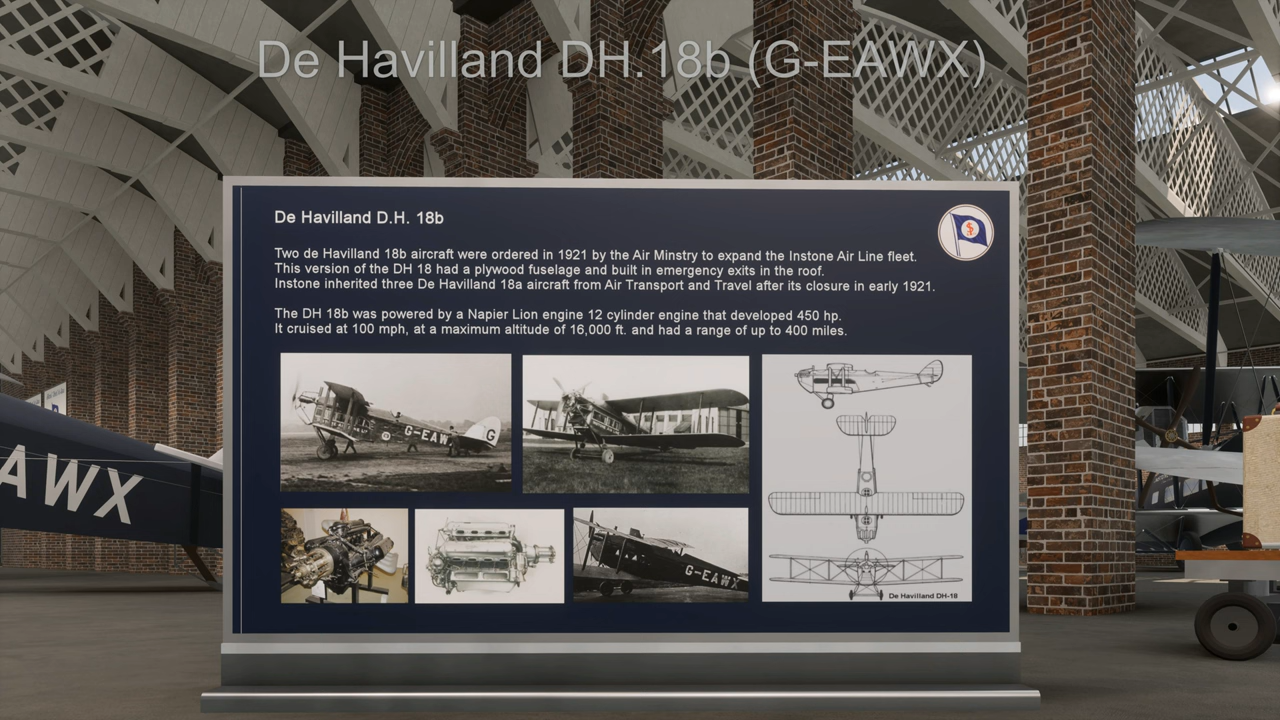 De Havilland DH.18b (G-EAWX)
De Havilland D.H. 18b
Two de Havilland 18b aircraft were ordered in 1921 by the Air Minstry to expand the Instone Air Line fleet.
This version of the DH 18 had a plywood fuselage and built in emergency exits in the roof.
Instone inherited three De Havilland 18a aircraft from Air Transport and Travel after its closure in early 1921.
The DH 18b was powered by a Napier Lion engine 12 cylinder engine that developed 450 hp.
It cruised at 100 mph, at a maximum altitude of 16,000 ft. and had a range of up to 400 miles.
G-EAW
G
G-EAWX
De Havilland DH-18
AWX